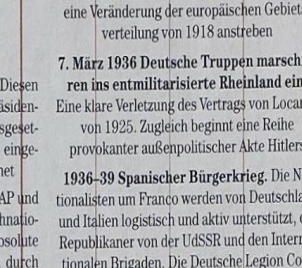 eine Veränderung der europäischen Gebiet
verteilung von 1918 anstreben
7. März 1936 Deutsche Truppen marsch
ren ins entmilitarisierte Rheinland ein
Eine klare Verletzung des Vertrags von Locar
von 1925. Zugleich beginnt eine Reihe
provokanter außenpolitischer Akte Hitlers
1936–39 Spanischer Bürgerkrieg. Die N
tionalisten um Franco werden von Deutschla
und Italien logistisch und aktiv unterstützt, d
Republikaner von der UdSSR und den Intern
tionalen Brigaden. Die Deutsche Legion Co
Diesen
äsiden-
sgeset-
einge-
net
AP und
hnatio-
bsolute
durch